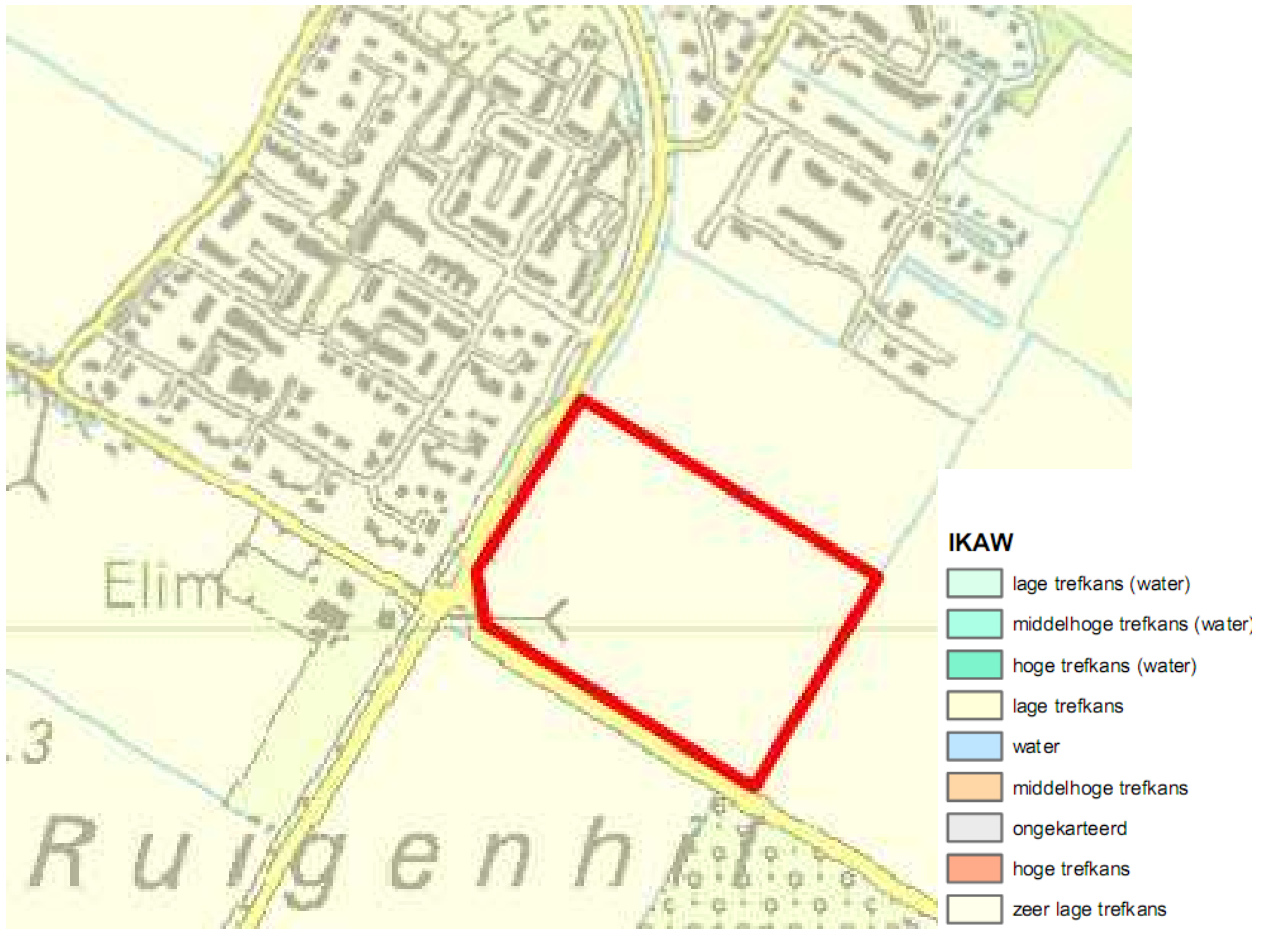 Elim
.3
Ruigenhil
IKAW
lage trefkans (water)
middelhoge trefkans (water)
hoge trefkans (water)
lage trefkans
water
middelhoge trefkans
ongekarteerd
hoge trefkans
zeer lage trefkans